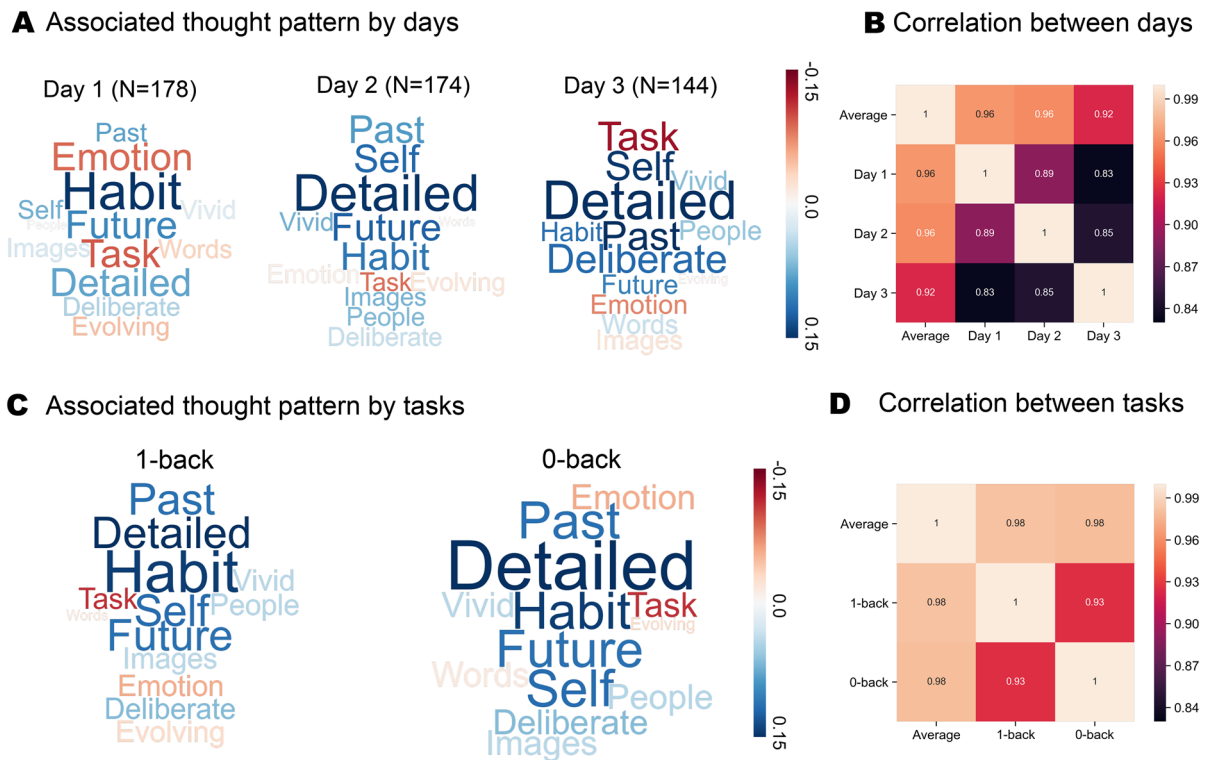 A Associated thought pattern by days
Day 1 (N=178)
Past
Emotion
Habit
Self
Vivid
People
Future
Images
Task
Words
Detailed
Deliberate
Evolving
Day 2 (N=174)
Past
Self
Detailed
Vivid
Future
Words
Habit
Emotion
Task
Evolving
Images
People
Deliberate
Day 3 (N=144)
Task
Self
Vivid
Detailed
Habit
Past
People
Deliberate
Future
Evolving
Emotion
Words
Images
-0.15
0.0
0.15
B Correlation between days
Average 1 0.96 0.96 0.92
Day 1 0.96 1 0.89 0.83
Day 2 0.96 0.89 1 0.85
Day 3 0.92 0.83 0.85 1
Average Day 1 Day 2 Day 3
0.99
0.96
0.93
0.90
0.87
0.84
C Associated thought pattern by tasks
1-back
Past
Detailed
Habit
Vivid
Task
Self
People
Words
Future
Images
Emotion
Deliberate
Evolving
0-back
Emotion
Past
Detailed
Vivid
Habit
Task
Evolving
Future
Words
Self
People
Deliberate
Images
-0.15
0.0
0.15
D Correlation between tasks
Average 1 0.98 0.98
1-back 0.98 1 0.93
0-back 0.98 0.93 1
Average 1-back 0-back
0.99
0.96
0.93
0.90
0.87
0.84